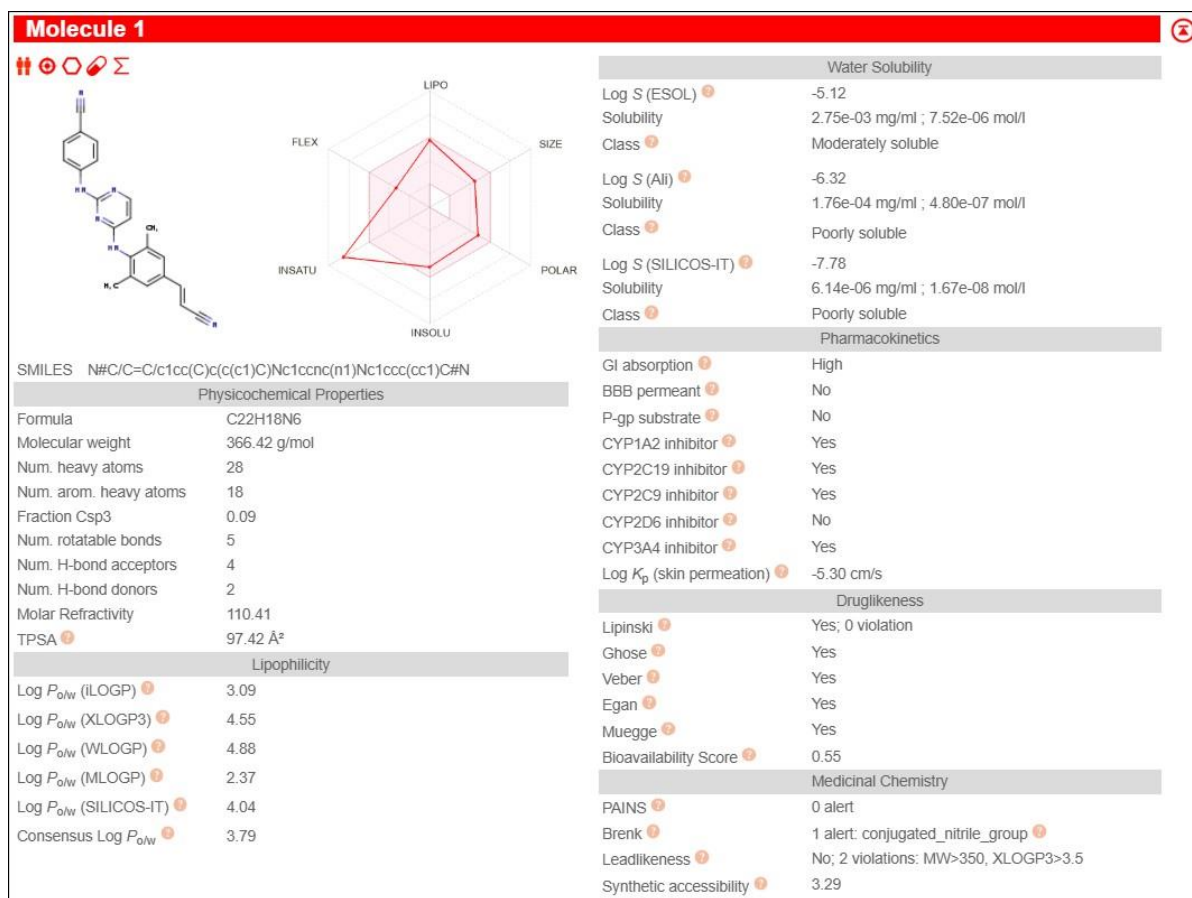 Molecule 1
LIPO
FLEX
SIZE
INSATU
POLAR
INSOLU
N
HN
N
N
HN
CH₃
H₃C
N
SMILES N#C/C=C/c1cc(C)c(c(c1)C)Nc1ccnc(n1)Nc1ccc(cc1)C#N
Physicochemical Properties
Formula C22H18N6
Molecular weight 366.42 g/mol
Num. heavy atoms 28
Num. arom. heavy atoms 18
Fraction Csp3 0.09
Num. rotatable bonds 5
Num. H-bond acceptors 4
Num. H-bond donors 2
Molar Refractivity 110.41
TPSA ? 97.42 Å²
Lipophilicity
Log Po/w (iLOGP) ? 3.09
Log Po/w (XLOGP3) ? 4.55
Log Po/w (WLOGP) ? 4.88
Log Po/w (MLOGP) ? 2.37
Log Po/w (SILICOS-IT) ? 4.04
Consensus Log Po/w ? 3.79
Water Solubility
Log S (ESOL) ? -5.12
Solubility 2.75e-03 mg/ml ; 7.52e-06 mol/l
Class ? Moderately soluble
Log S (Ali) ? -6.32
Solubility 1.76e-04 mg/ml ; 4.80e-07 mol/l
Class ? Poorly soluble
Log S (SILICOS-IT) ? -7.78
Solubility 6.14e-06 mg/ml ; 1.67e-08 mol/l
Class ? Poorly soluble
Pharmacokinetics
GI absorption ? High
BBB permeant ? No
P-gp substrate ? No
CYP1A2 inhibitor ? Yes
CYP2C19 inhibitor ? Yes
CYP2C9 inhibitor ? Yes
CYP2D6 inhibitor ? No
CYP3A4 inhibitor ? Yes
Log Kp (skin permeation) ? -5.30 cm/s
Druglikeness
Lipinski ? Yes; 0 violation
Ghose ? Yes
Veber ? Yes
Egan ? Yes
Muegge ? Yes
Bioavailability Score ? 0.55
Medicinal Chemistry
PAINS ? 0 alert
Brenk ? 1 alert: conjugated_nitrile_group ?
Leadlikeness ? No; 2 violations: MW>350, XLOGP3>3.5
Synthetic accessibility ? 3.29